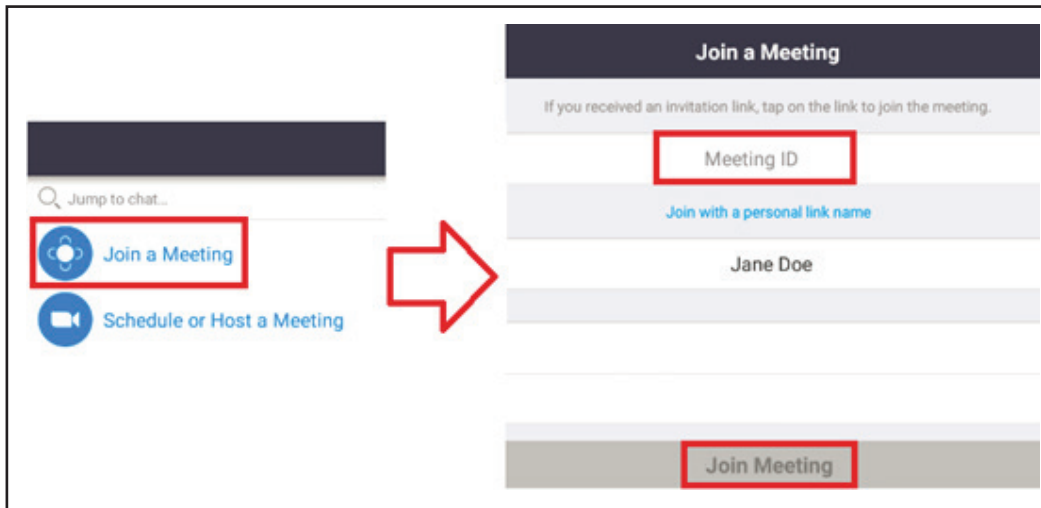 Jump to chat...
Join a Meeting
Schedule or Host a Meeting
Join a Meeting
If you received an invitation link, tap on the link to join the meeting.
Meeting ID
Join with a personal link name
Jane Doe
Join Meeting